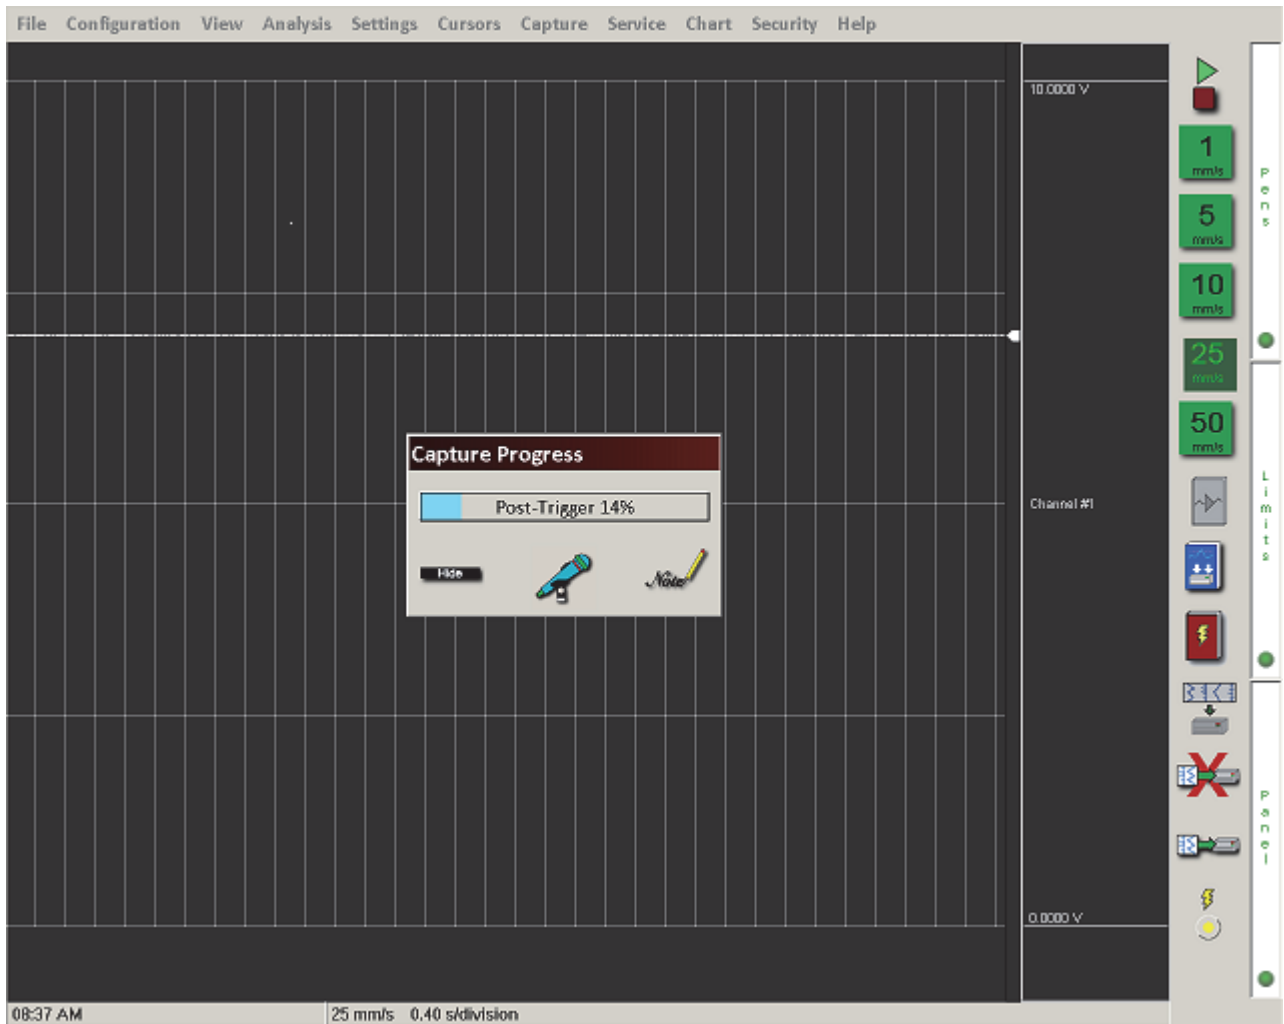 File Configuration View Analysis Settings Cursors Capture Service Chart Security Help
10.0000 V
1
mm/s
5
mm/s
10
mm/s
25
mm/s
50
mm/s
Pens
Capture Progress
Post-Trigger 14%
Hide
Note
Channel #1
Limits
Panel
0.0000 V
08:37 AM
25 mm/s 0.40 s/division